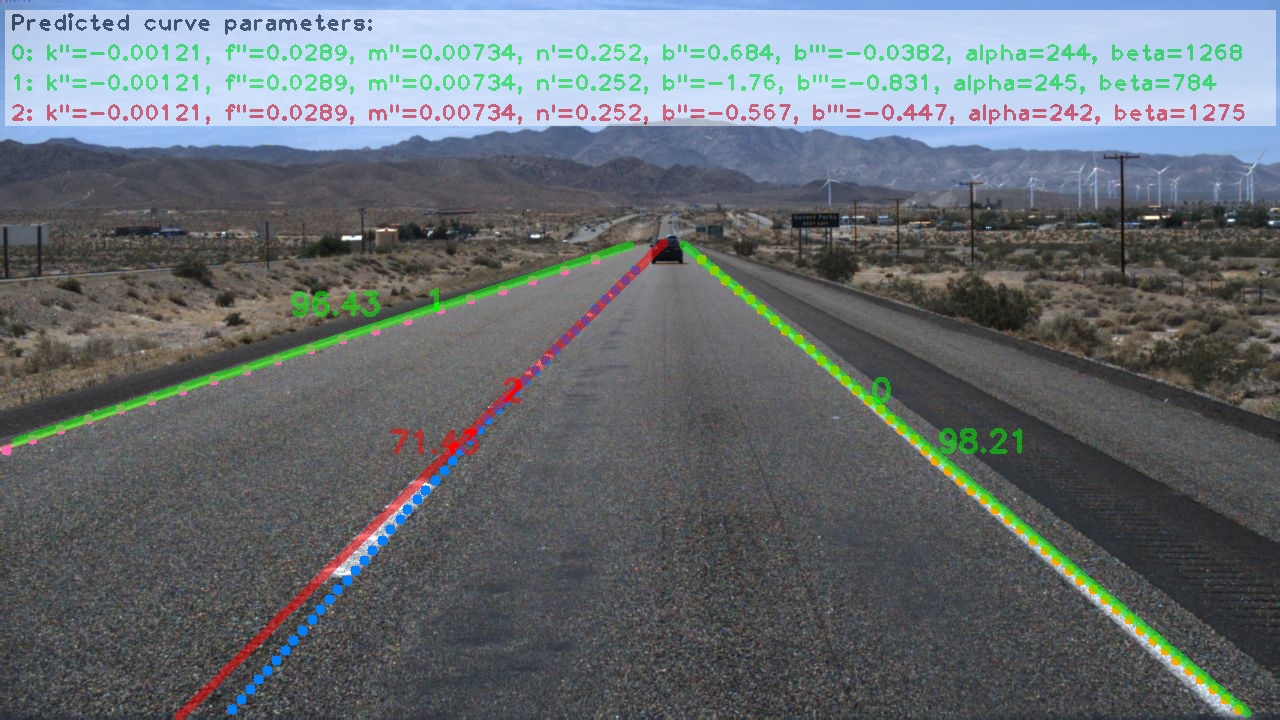 Predicted curve parameters:
0: k"=-0.00121, f"=0.0289, m"=0.00734, n'=0.252, b"=0.684, b'''=-0.0382, alpha=244, beta=1268
1: k"=-0.00121, f"=0.0289, m"=0.00734, n'=0.252, b"=-1.76, b'''=-0.831, alpha=245, beta=784
2: k"=-0.00121, f"=0.0289, m"=0.00734, n'=0.252, b"=-0.567, b'''=-0.447, alpha=242, beta=1275
96.43
1
2
0
98.21